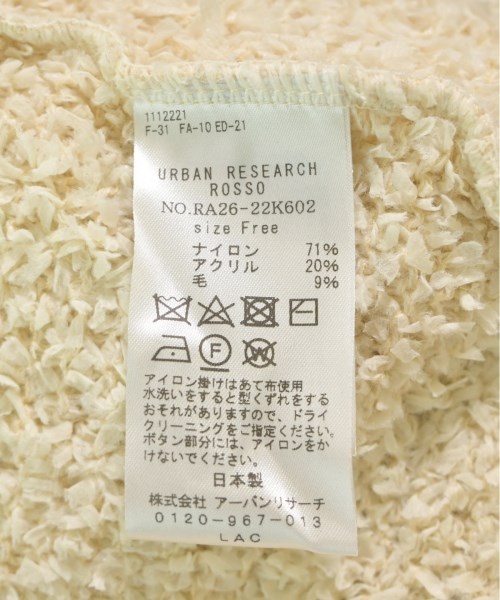 1112221
F-31 FA-10 ED-21
URBAN RESEARCH
ROSSO
NO.RA26-22K602
size Free
ナイロン 71%
アクリル 20%
毛 9%
F
W
アイロン掛けはあて布使用
水洗いをすると型くずれをする
おそれがありますので、ドライ
クリーニングをご指定ください。
ボタン部分には、アイロンをか
けないでください。
日本製
株式会社 アーバンリサーチ
0120-967-013
LAC